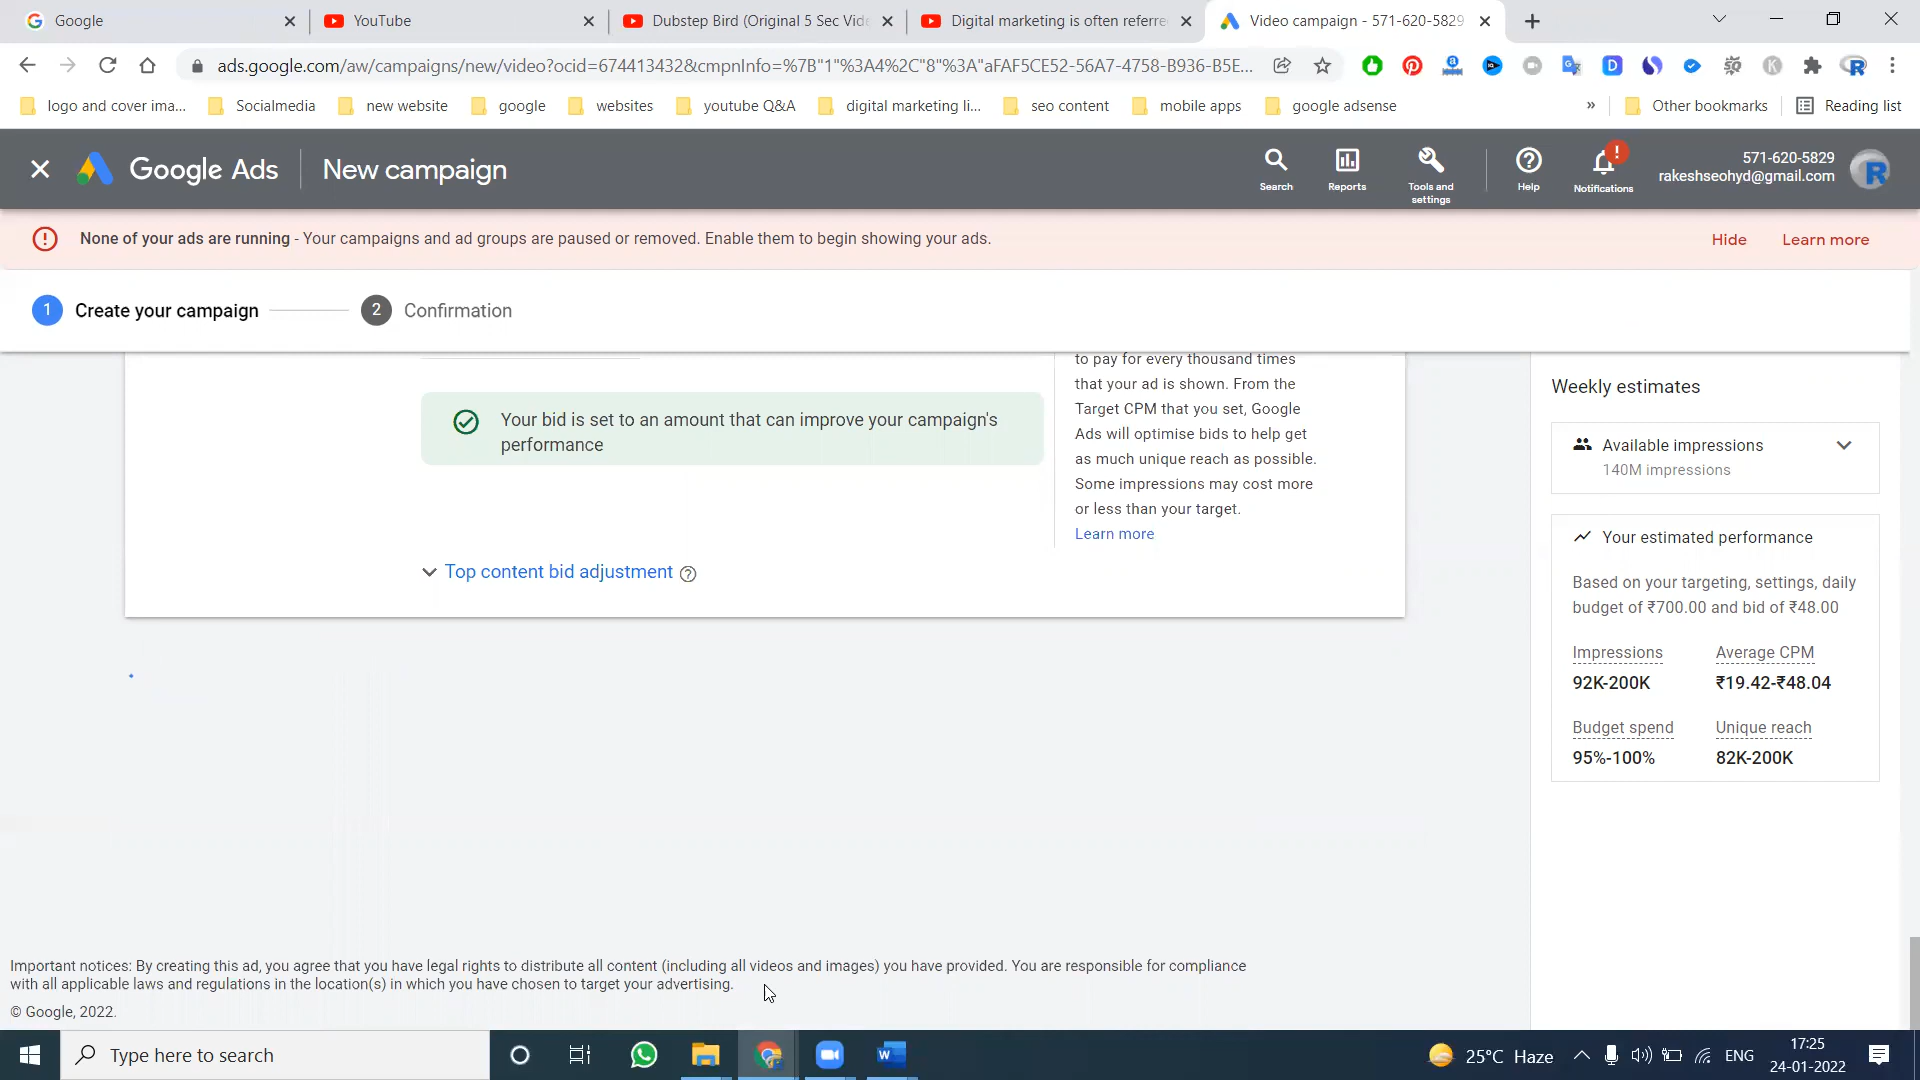 Google
YouTube
Dubstep Bird (Original 5 Sec Vide
Digital marketing is often referre
Video campaign - 571-620-5829
ads.google.com/aw/campaigns/new/video?ocid=674413432&cmpnInfo=%7B"1"%3A4%2C"8"%3A"aFAF5CE52-56A7-4758-B936-B5E...
logo and cover ima...
Socialmedia
new website
google
websites
youtube Q&A
digital marketing li...
seo content
mobile apps
google adsense
»
Other bookmarks
Reading list
Google Ads
New campaign
Search
Reports
Tools and settings
Help
Notifications
571-620-5829
rakeshseohyd@gmail.com
None of your ads are running - Your campaigns and ad groups are paused or removed. Enable them to begin showing your ads.
Hide
Learn more
1 Create your campaign
2 Confirmation
to pay for every thousand times
that your ad is shown. From the
Target CPM that you set, Google
Ads will optimise bids to help get
as much unique reach as possible.
Some impressions may cost more
or less than your target.
Learn more
Your bid is set to an amount that can improve your campaign's
performance
Top content bid adjustment
Weekly estimates
Available impressions
140M impressions
Your estimated performance
Based on your targeting, settings, daily
budget of ₹700.00 and bid of ₹48.00
Impressions
92K-200K
Average CPM
₹19.42-₹48.04
Budget spend
95%-100%
Unique reach
82K-200K
Important notices: By creating this ad, you agree that you have legal rights to distribute all content (including all videos and images) you have provided. You are responsible for compliance
with all applicable laws and regulations in the location(s) in which you have chosen to target your advertising.
© Google, 2022.
Type here to search
25°C Haze
ENG
17:25
24-01-2022